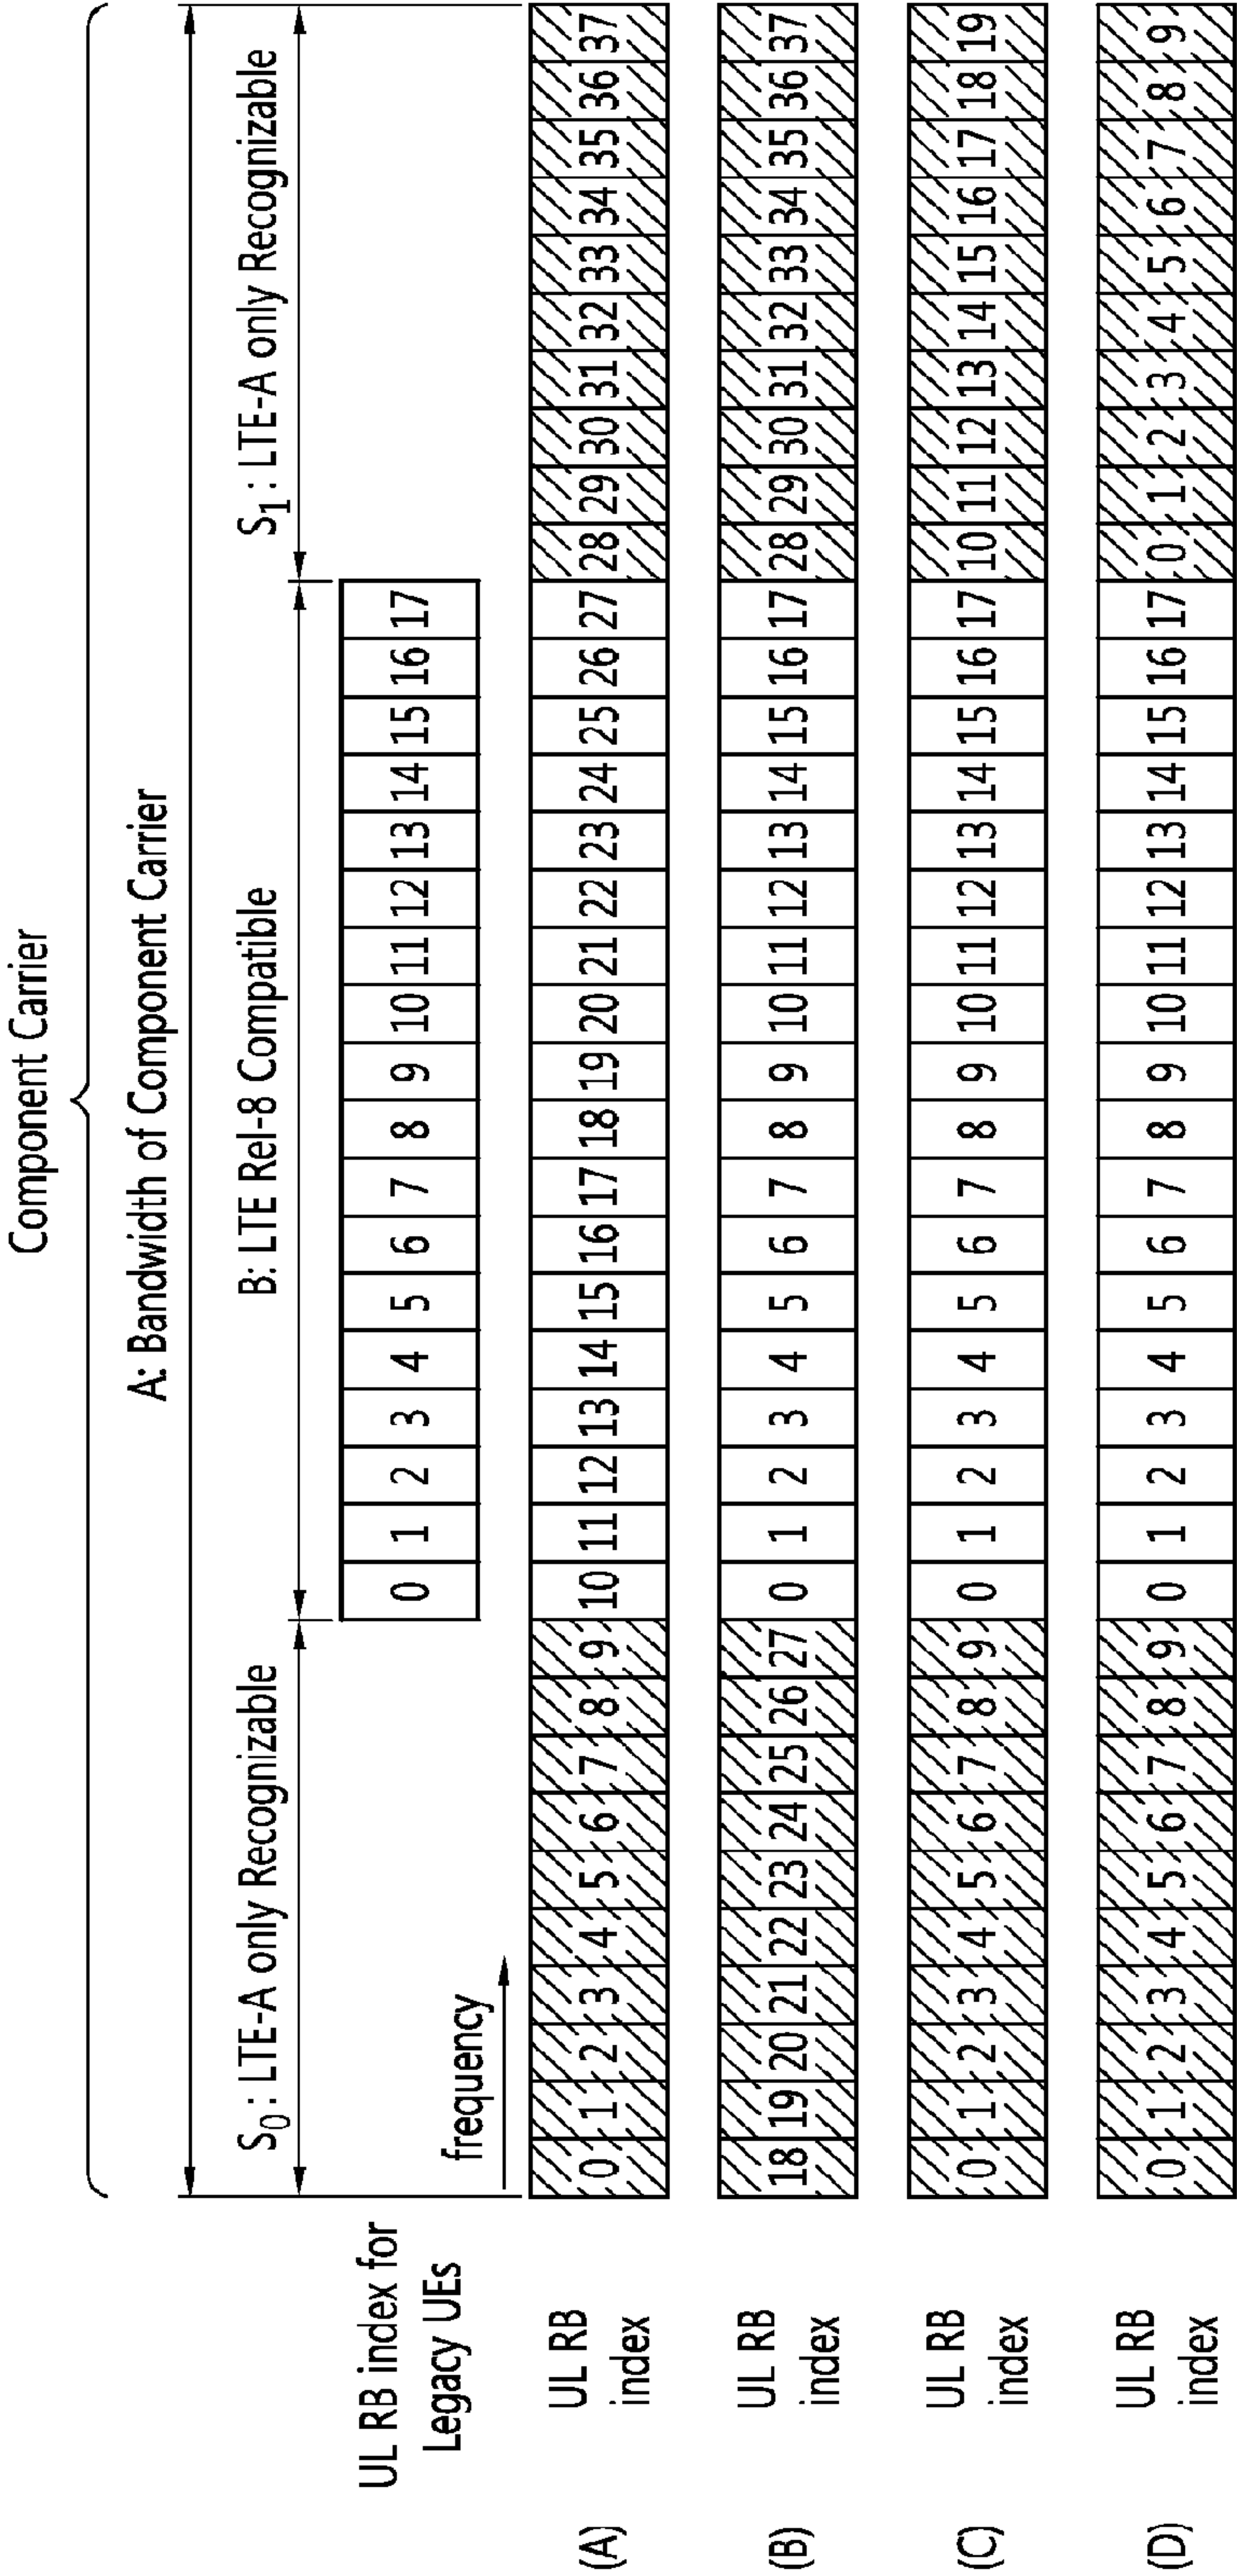 Component Carrier
A: Bandwidth of Component Carrier
S0 : LTE-A only Recognizable B: LTE Rel-8 Compatible S1 : LTE-A only Recognizable
UL RB index for
Legacy UEs
0 1 2 3 4 5 6 7 8 9 10 11 12 13 14 15 16 17
frequency
(A) UL RB
index
0 1 2 3 4 5 6 7 8 9 10 11 12 13 14 15 16 17 18 19 20 21 22 23 24 25 26 27 28 29 30 31 32 33 34 35 36 37
(B) UL RB
index
18 19 20 21 22 23 24 25 26 27 0 1 2 3 4 5 6 7 8 9 10 11 12 13 14 15 16 17 28 29 30 31 32 33 34 35 36 37
(C) UL RB
index
0 1 2 3 4 5 6 7 8 9 0 1 2 3 4 5 6 7 8 9 10 11 12 13 14 15 16 17 10 11 12 13 14 15 16 17 18 19
(D) UL RB
index
0 1 2 3 4 5 6 7 8 9 0 1 2 3 4 5 6 7 8 9 10 11 12 13 14 15 16 17 0 1 2 3 4 5 6 7 8 9